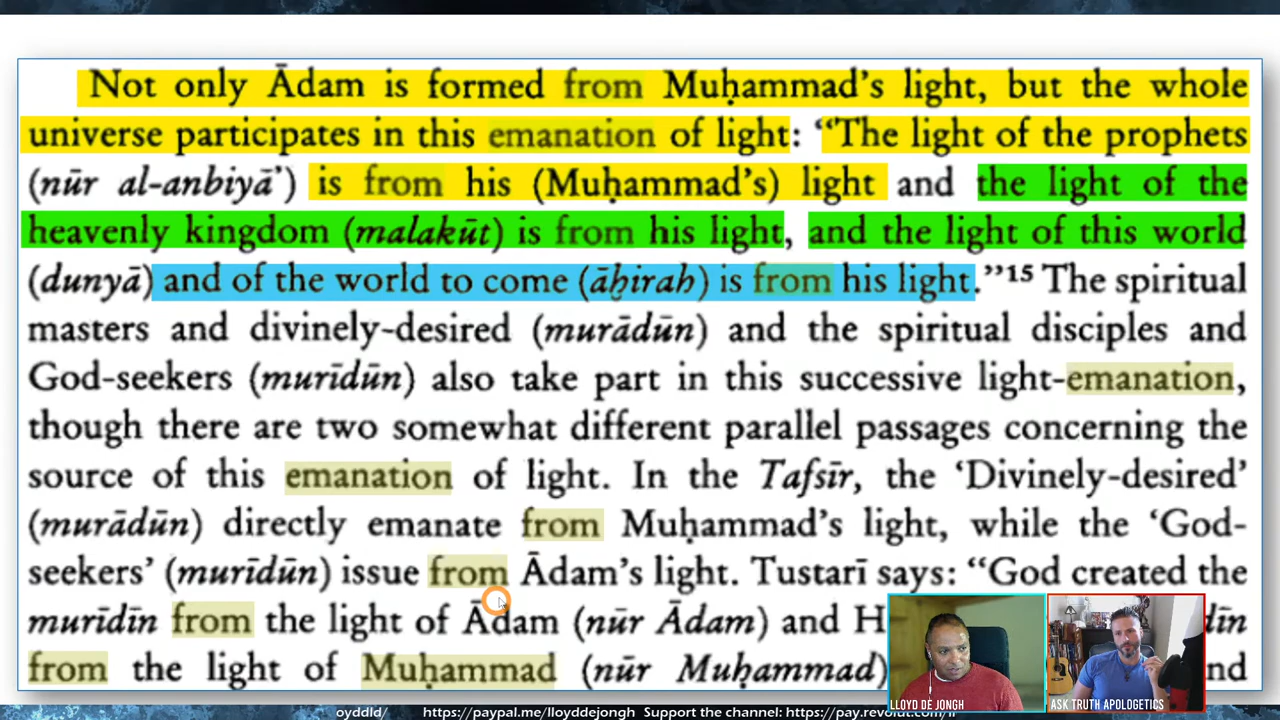 Not only Ādam is formed from Muḥammad's light, but the whole
universe participates in this emanation of light: “The light of the prophets
(nūr al-anbiyā’) is from his (Muḥammad's) light and the light of the
heavenly kingdom (malakūt) is from his light, and the light of this world
(dunyā) and of the world to come (āḫirah) is from his light.”¹⁵ The spiritual
masters and divinely-desired (murādūn) and the spiritual disciples and
God-seekers (murīdūn) also take part in this successive light-emanation,
though there are two somewhat different parallel passages concerning the
source of this emanation of light. In the Tafsīr, the ‘Divinely-desired’
(murādūn) directly emanate from Muḥammad's light, while the ‘God-
seekers’ (murīdūn) issue from Ādam's light. Tustarī says: “God created the
murīdīn from the light of Ādam (nūr Ādam) and H
from the light of Muḥammad (nūr Muḥammad) nd
LLOYD DE JONGH
ASK TRUTH APOLOGETICS
oyddld/ https://paypal.me/lloyddejongh Support the channel: https://pay.revolut.com/ll